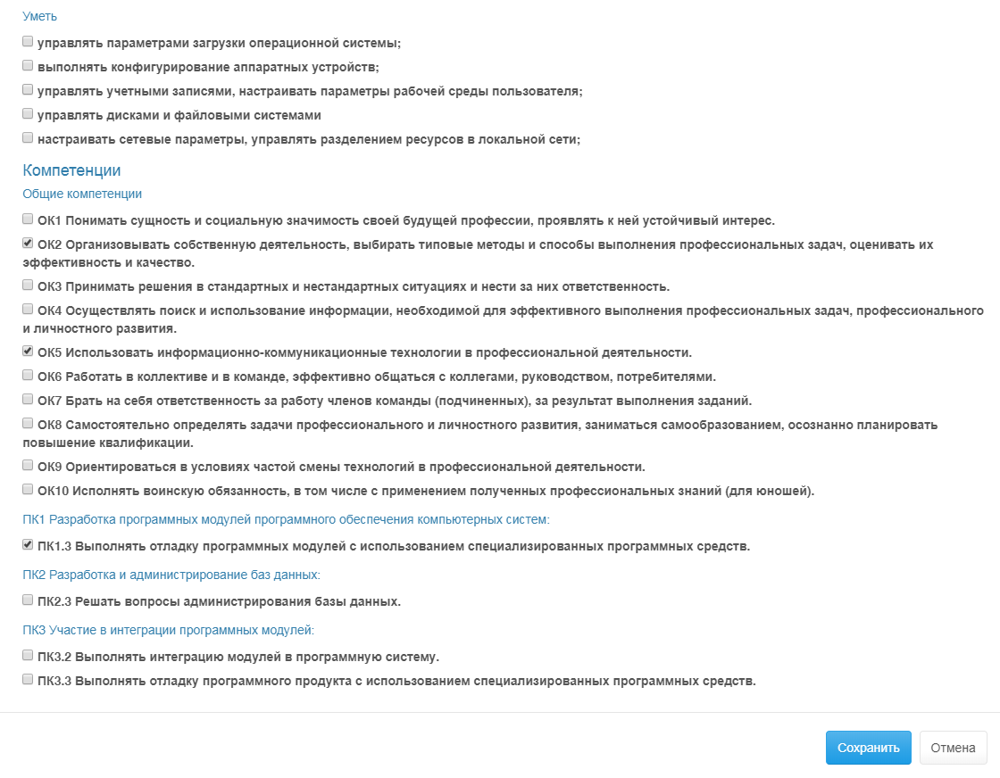 Уметь
управлять параметрами загрузки операционной системы;
выполнять конфигурирование аппаратных устройств;
управлять учетными записями, настраивать параметры рабочей среды пользователя;
управлять дисками и файловыми системами
настраивать сетевые параметры, управлять разделением ресурсов в локальной сети;
Компетенции
Общие компетенции
ОК1 Понимать сущность и социальную значимость своей будущей профессии, проявлять к ней устойчивый интерес.
ОК2 Организовывать собственную деятельность, выбирать типовые методы и способы выполнения профессиональных задач, оценивать их
эффективность и качество.
ОК3 Принимать решения в стандартных и нестандартных ситуациях и нести за них ответственность.
ОК4 Осуществлять поиск и использование информации, необходимой для эффективного выполнения профессиональных задач, профессионального
и личностного развития.
ОК5 Использовать информационно-коммуникационные технологии в профессиональной деятельности.
ОК6 Работать в коллективе и в команде, эффективно общаться с коллегами, руководством, потребителями.
ОК7 Брать на себя ответственность за работу членов команды (подчиненных), за результат выполнения заданий.
ОК8 Самостоятельно определять задачи профессионального и личностного развития, заниматься самообразованием, осознанно планировать
повышение квалификации.
ОК9 Ориентироваться в условиях частой смены технологий в профессиональной деятельности.
ОК10 Исполнять воинскую обязанность, в том числе с применением полученных профессиональных знаний (для юношей).
ПК1 Разработка программных модулей программного обеспечения компьютерных систем:
ПК1.3 Выполнять отладку программных модулей с использованием специализированных программных средств.
ПК2 Разработка и администрирование баз данных:
ПК2.3 Решать вопросы администрирования базы данных.
ПК3 Участие в интеграции программных модулей:
ПК3.2 Выполнять интеграцию модулей в программную систему.
ПК3.3 Выполнять отладку программного продукта с использованием специализированных программных средств.
Сохранить
Отмена